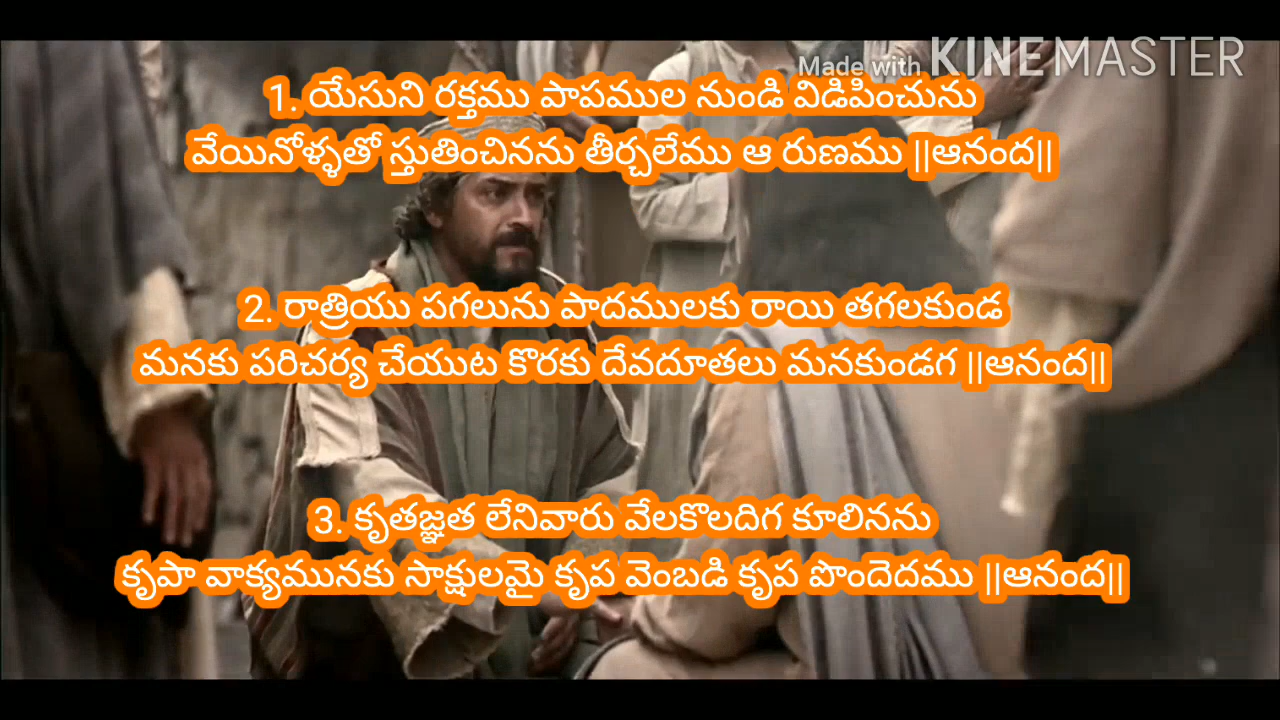 Made with KINEMASTER
1. యేసుని రక్తము పాపముల నుండి విడిపించును
వేయినోళ్ళతో స్తుతించినను తీర్చలేము ఆ రుణము ||ఆనంద||
2. రాత్రియు పగలును పాదములకు రాయి తగలకుండ
మనకు పరిచర్య చేయుట కొరకు దేవదూతలు మనకుండగ ||ఆనంద||
3. కృతజ్ఞత లేనివారు వేలకొలదిగ కూలినను
కృపా వాక్యమునకు సాక్షులమై కృప వెంబడి కృప పొందెదము ||ఆనంద||